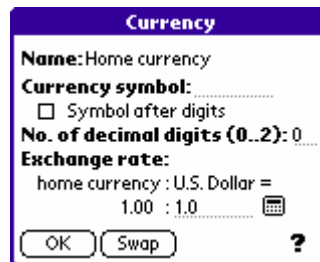 Currency
Name: Home currency
Currency symbol:
Symbol after digits
No. of decimal digits (0..2): 0
Exchange rate:
home currency : U.S. Dollar =
1.00 : 1.0
OK Swap ?